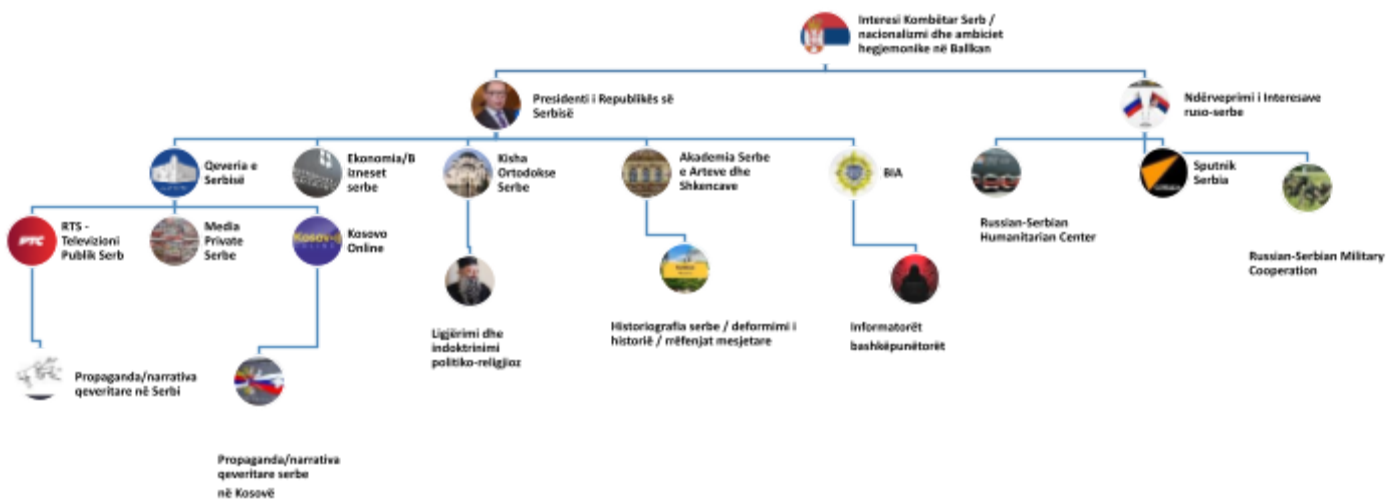 Interesi Kombëtar Serb /
nacionalizmi dhe ambiciet
hegjemonike në Ballkan
Presidenti i Republikës së
Serbisë
Ndërveprimi i Interesave
ruso-serbe
Qeveria e
Serbisë
Ekonomia/B
izneset
serbe
Kisha
Ortodokse
Serbe
Akademia Serbe
e Arteve dhe
Shkencave
BIA
Sputnik
Serbia
Russian-Serbian
Humanitarian Center
Russian-Serbian Military
Cooperation
РТС
RTS -
Televizioni
Publik Serb
Media
Private
Serbe
Kosovo
Online
Ligjërimi dhe
indoktrinimi
politiko-religjioz
Historiografia serbe / deformimi i
historië / rrëfenjat mesjetare
Informatorët
bashkëpunëtorët
Propaganda/narrativa
qeveritare në Serbi
Propaganda/narrativa
qeveritare serbe
në Kosovë